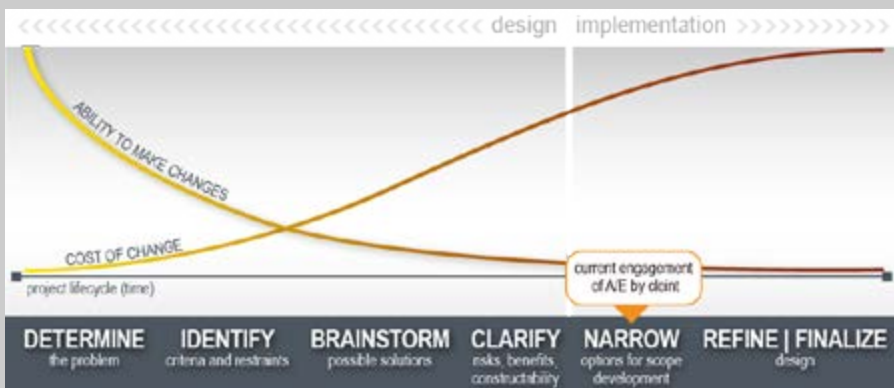 design implementation
ABILITY TO MAKE CHANGES
COST OF CHANGE
project lifecycle (time)
current engagement
of A/E by cleint
DETERMINE
the problem
IDENTIFY
criteria and restraints
BRAINSTORM
possible solutions
CLARIFY
risks, benefits,
constructability
NARROW
options for scope
development
REFINE | FINALIZE
design